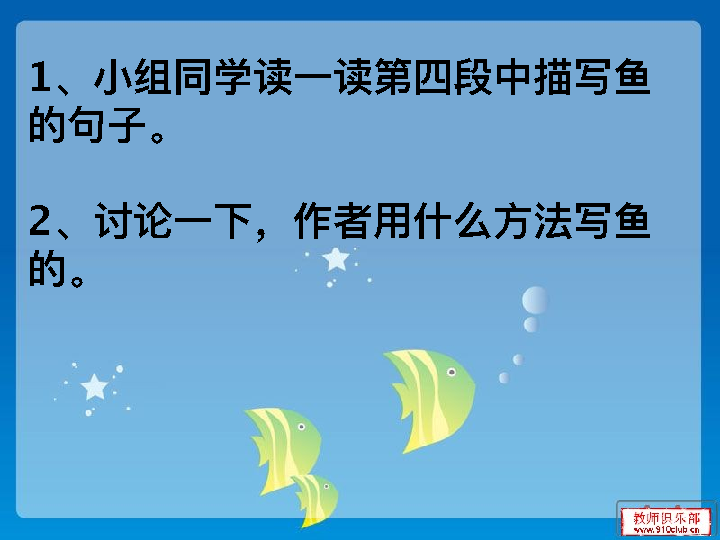 1、小组同学读一读第四段中描写鱼
的句子。
2、讨论一下，作者用什么方法写鱼
的。
教师俱乐部
www.910club.cn